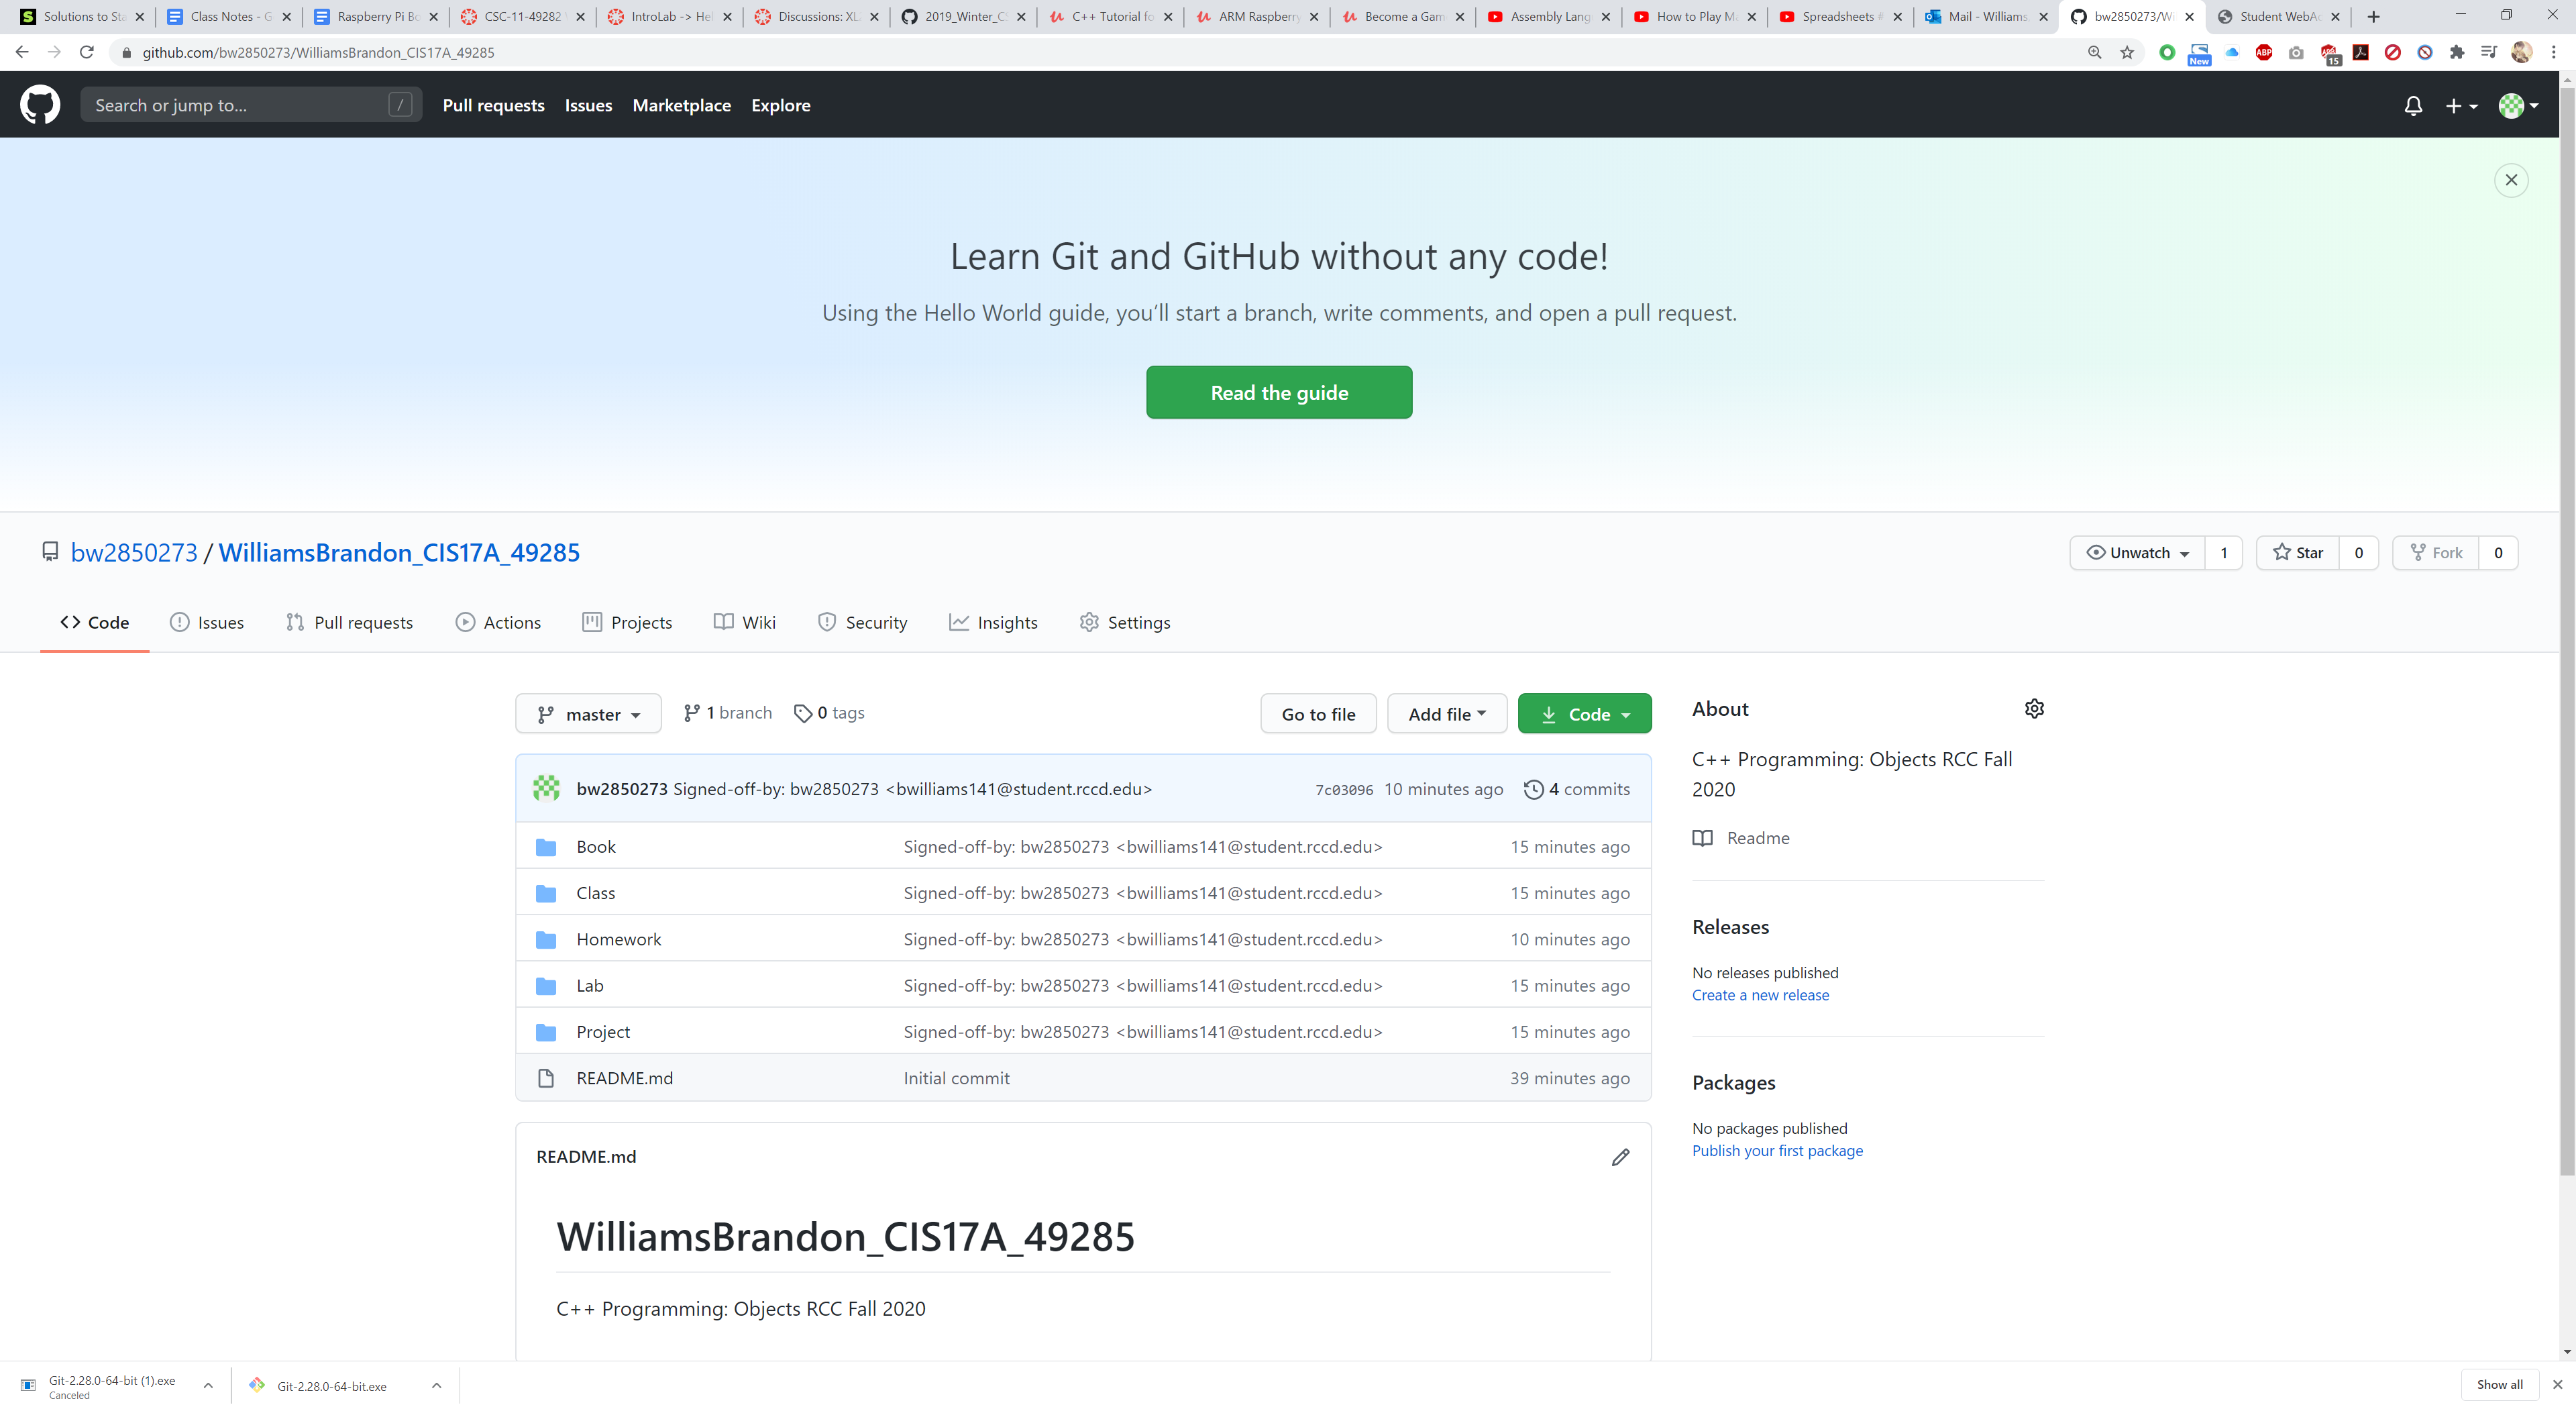 Solutions to Sta
Class Notes - G
Raspberry Pi Bo
CSC-11-49282
IntroLab -> Hel
Discussions: XL
2019_Winter_C
C++ Tutorial fo
ARM Raspberry
Become a Gam
Assembly Lang
How to Play Ma
Spreadsheets #
Mail - Williams,
bw2850273/Wi
Student WebAd
github.com/bw2850273/WilliamsBrandon_CIS17A_49285
New
ABP
15
Search or jump to...
/
Pull requests
Issues
Marketplace
Explore
Learn Git and GitHub without any code!
Using the Hello World guide, you’ll start a branch, write comments, and open a pull request.
Read the guide
bw2850273 / WilliamsBrandon_CIS17A_49285
Unwatch 1
Star 0
Fork 0
Code
Issues
Pull requests
Actions
Projects
Wiki
Security
Insights
Settings
master
1 branch
0 tags
Go to file
Add file
Code
bw2850273 Signed-off-by: bw2850273 <bwilliams141@student.rccd.edu> 7c03096 10 minutes ago 4 commits
Book Signed-off-by: bw2850273 <bwilliams141@student.rccd.edu> 15 minutes ago
Class Signed-off-by: bw2850273 <bwilliams141@student.rccd.edu> 15 minutes ago
Homework Signed-off-by: bw2850273 <bwilliams141@student.rccd.edu> 10 minutes ago
Lab Signed-off-by: bw2850273 <bwilliams141@student.rccd.edu> 15 minutes ago
Project Signed-off-by: bw2850273 <bwilliams141@student.rccd.edu> 15 minutes ago
README.md Initial commit 39 minutes ago
README.md
WilliamsBrandon_CIS17A_49285
C++ Programming: Objects RCC Fall 2020
About
C++ Programming: Objects RCC Fall
2020
Readme
Releases
No releases published
Create a new release
Packages
No packages published
Publish your first package
Git-2.28.0-64-bit (1).exe
Canceled
Git-2.28.0-64-bit.exe
Show all